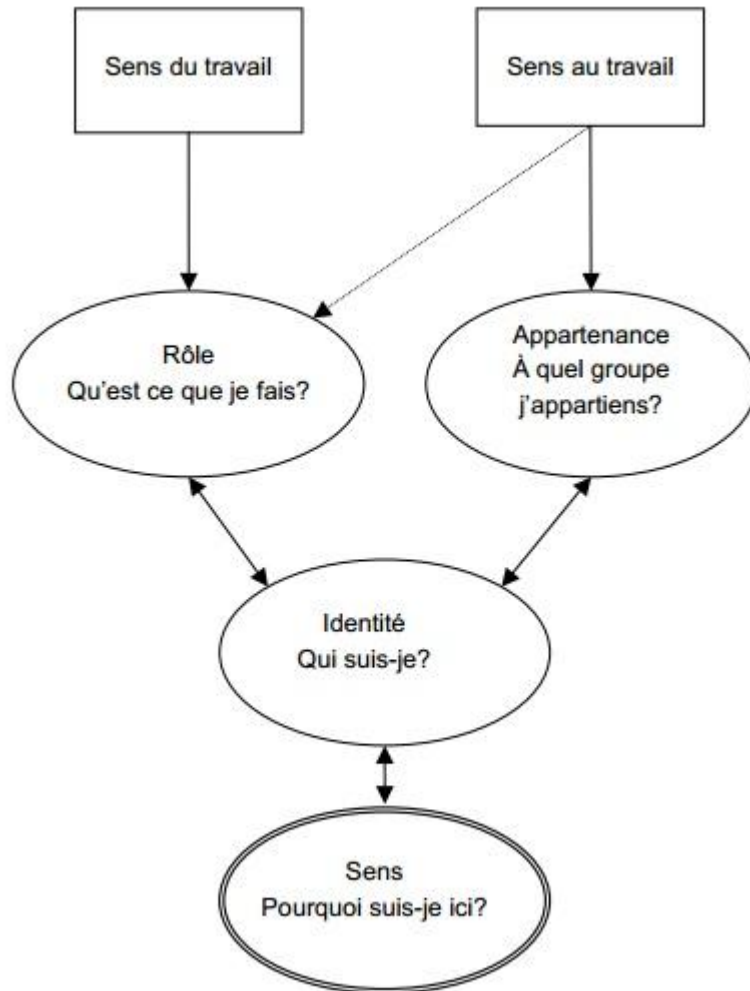 Sens du travail
Sens au travail
Rôle
Qu'est ce que je fais?
Appartenance
À quel groupe
j'appartiens?
Identité
Qui suis-je?
Sens
Pourquoi suis-je ici?